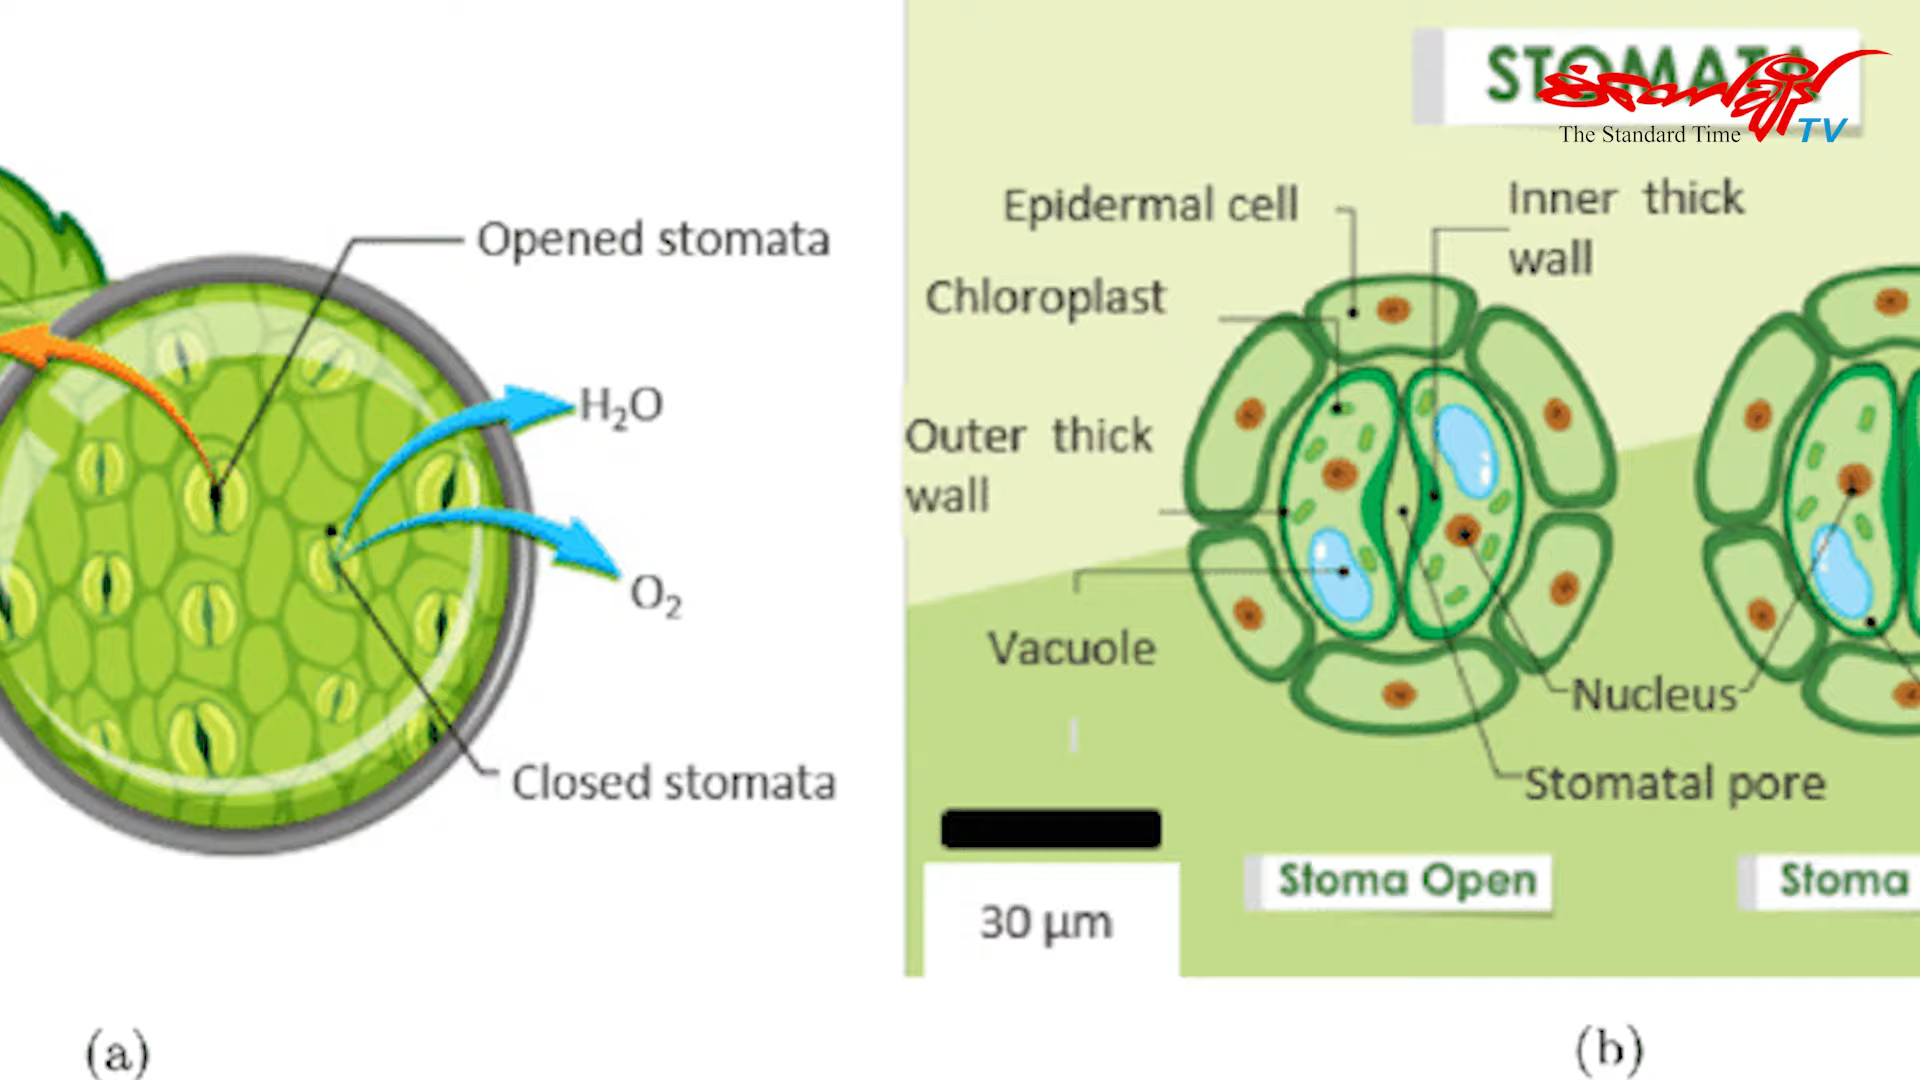 Opened stomata
H₂O
O₂
Closed stomata
(a)
STOMATA
The Standard Time
TV
Epidermal cell
Inner thick
wall
Chloroplast
Outer thick
wall
Vacuole
Nucleus
Stomatal pore
30 μm
Stoma Open
Stoma
(b)